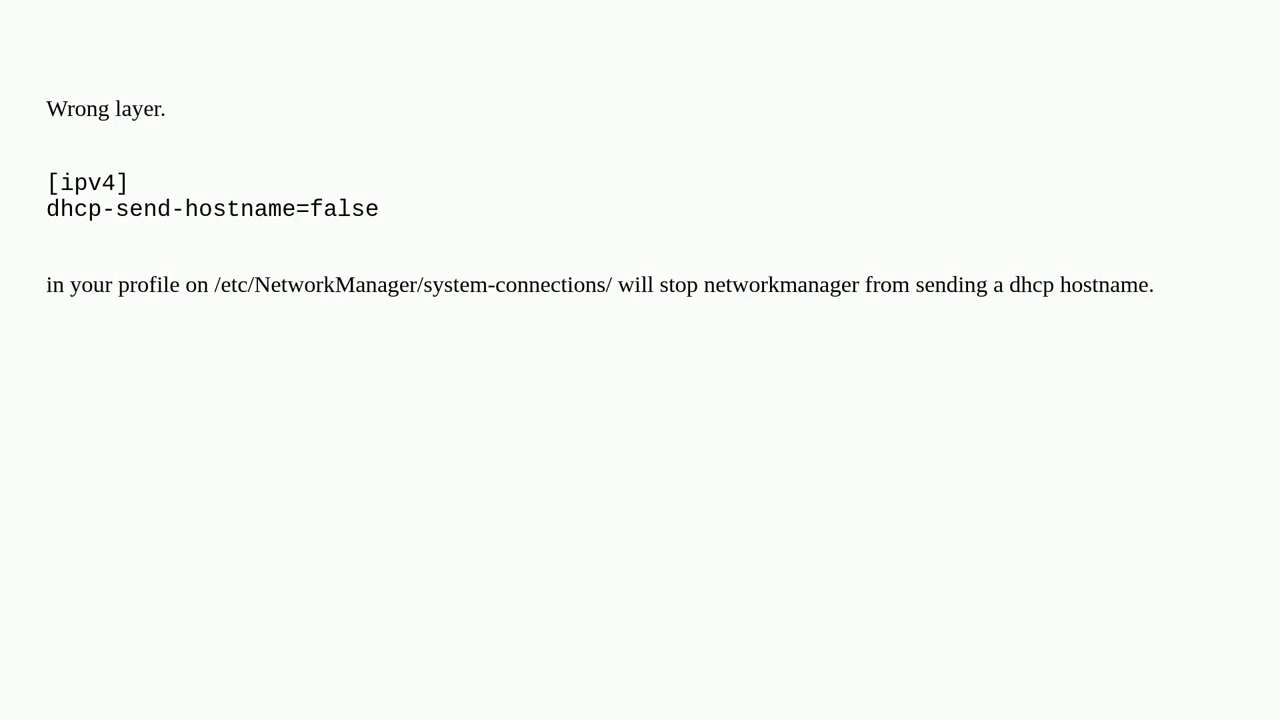 Wrong layer.
[ipv4]
dhcp-send-hostname=false
in your profile on /etc/NetworkManager/system-connections/ will stop networkmanager from sending a dhcp hostname.